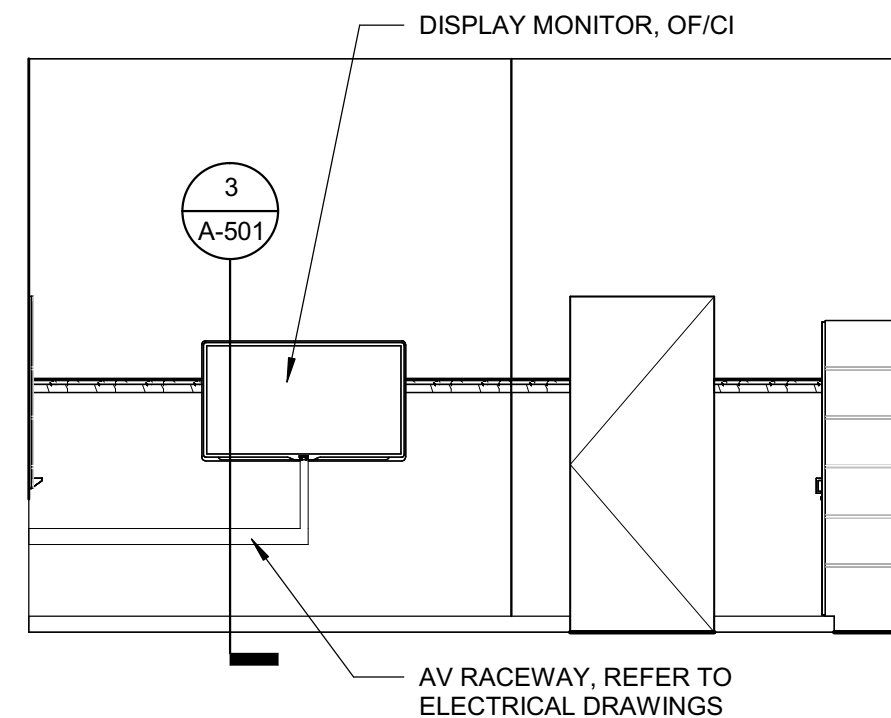 DISPLAY MONITOR, OF/CI
3
A-501
AV RACEWAY, REFER TO
ELECTRICAL DRAWINGS